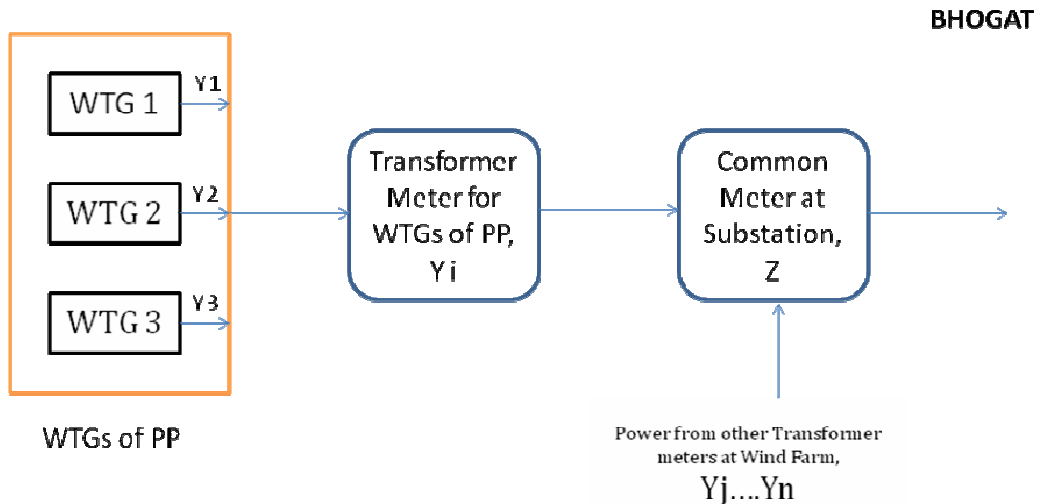 BHOGAT
WTG 1
Y1
WTG 2
Y2
WTG 3
Y3
WTGs of PP
Transformer
Meter for
WTGs of PP,
Yi
Common
Meter at
Substation,
Z
Power from other Transformer
meters at Wind Farm,
Yj....Yn